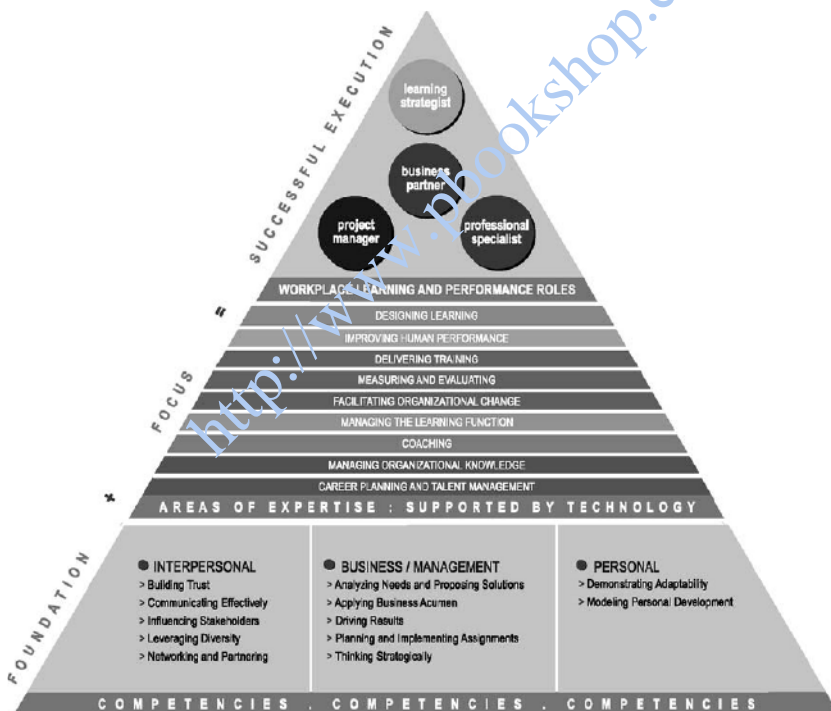 SUCCESSFUL EXECUTION
learning
strategist
business
partner
project
manager
professional
specialist
WORKPLACE LEARNING AND PERFORMANCE ROLES
=
DESIGNING LEARNING
IMPROVING HUMAN PERFORMANCE
DELIVERING TRAINING
MEASURING AND EVALUATING
FOCUS
FACILITATING ORGANIZATIONAL CHANGE
MANAGING THE LEARNING FUNCTION
COACHING
MANAGING ORGANIZATIONAL KNOWLEDGE
CAREER PLANNING AND TALENT MANAGEMENT
+
AREAS OF EXPERTISE : SUPPORTED BY TECHNOLOGY
FOUNDATION
INTERPERSONAL
> Building Trust
> Communicating Effectively
> Influencing Stakeholders
> Leveraging Diversity
> Networking and Partnering
BUSINESS / MANAGEMENT
> Analyzing Needs and Proposing Solutions
> Applying Business Acumen
> Driving Results
> Planning and Implementing Assignments
> Thinking Strategically
PERSONAL
> Demonstrating Adaptability
> Modeling Personal Development
COMPETENCIES . COMPETENCIES . COMPETENCIES
http://www.pbookshop.c